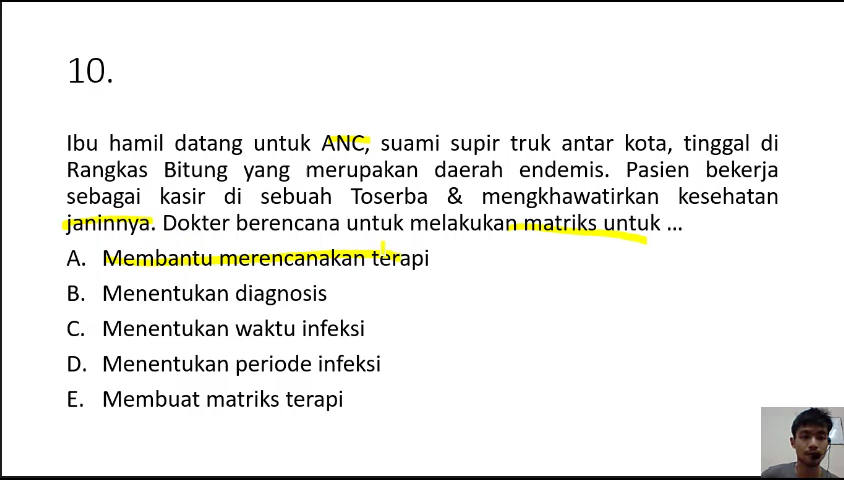 10.
Ibu hamil datang untuk ANC, suami supir truk antar kota, tinggal di
Rangkas Bitung yang merupakan daerah endemis. Pasien bekerja
sebagai kasir di sebuah Toserba & mengkhawatirkan kesehatan
janinnya. Dokter berencana untuk melakukan matriks untuk ...
A. Membantu merencanakan terapi
B. Menentukan diagnosis
C. Menentukan waktu infeksi
D. Menentukan periode infeksi
E. Membuat matriks terapi